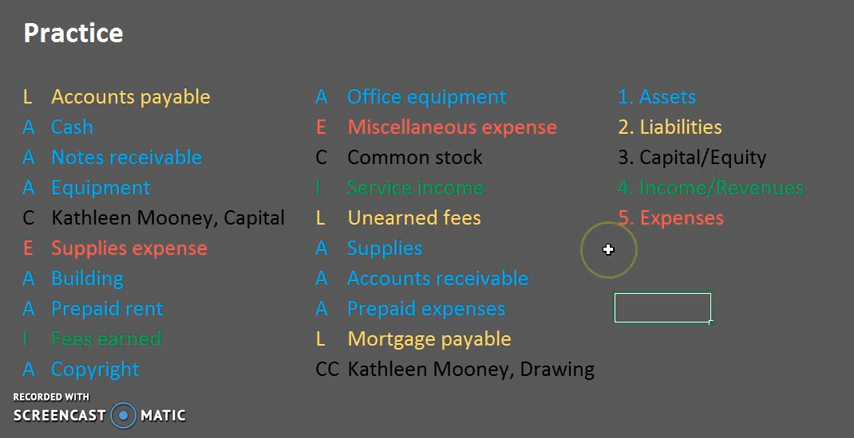 Practice
L Accounts payable
A Cash
A Notes receivable
A Equipment
C Kathleen Mooney, Capital
E Supplies expense
A Building
A Prepaid rent
I Fees earned
A Copyright
A Office equipment
E Miscellaneous expense
C Common stock
I Service income
L Unearned fees
A Supplies
A Accounts receivable
A Prepaid expenses
L Mortgage payable
CC Kathleen Mooney, Drawing
1. Assets
2. Liabilities
3. Capital/Equity
4. Income/Revenues
5. Expenses
RECORDED WITH
SCREENCAST MATIC